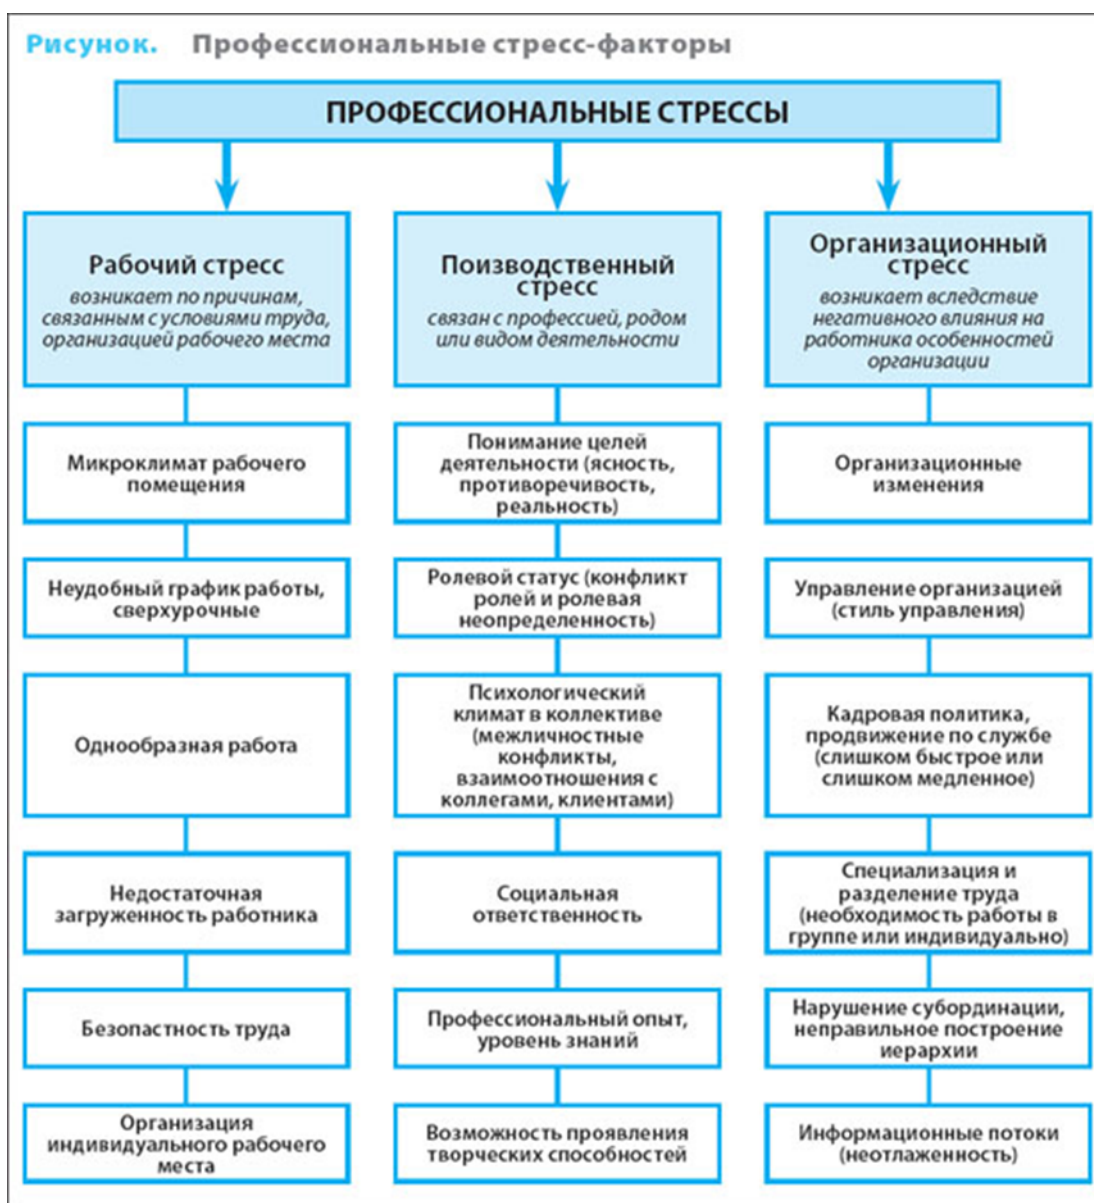 Рисунок. Профессиональные стресс-факторы
ПРОФЕССИОНАЛЬНЫЕ СТРЕССЫ
Рабочий стресс
возникает по причинам,
связанным с условиями труда,
организацией рабочего места
Микроклимат рабочего
помещения
Неудобный график работы,
сверхурочные
Однообразная работа
Недостаточная
загруженность работника
Безопастность труда
Организация
индивидуального рабочего
места
Поизводственный
стресс
связан с профессией, родом
или видом деятельности
Понимание целей
деятельности (ясность,
противоречивость,
реальность)
Ролевой статус (конфликт
ролей и ролевая
неопределенность)
Психологический
климат в коллективе
(межличностные
конфликты,
взаимоотношения с
коллегами, клиентами)
Социальная
ответственность
Профессиональный опыт,
уровень знаний
Возможность проявления
творческих способностей
Организационный
стресс
возникает вследствие
негативного влияния на
работника особенностей
организации
Организационные
изменения
Управление организацией
(стиль управления)
Кадровая политика,
продвижение по службе
(слишком быстрое или
слишком медленное)
Специализация и
разделение труда
(необходимость работы в
группе или индивидуально)
Нарушение субординации,
неправильное построение
иерархии
Информационные потоки
(неотлаженность)